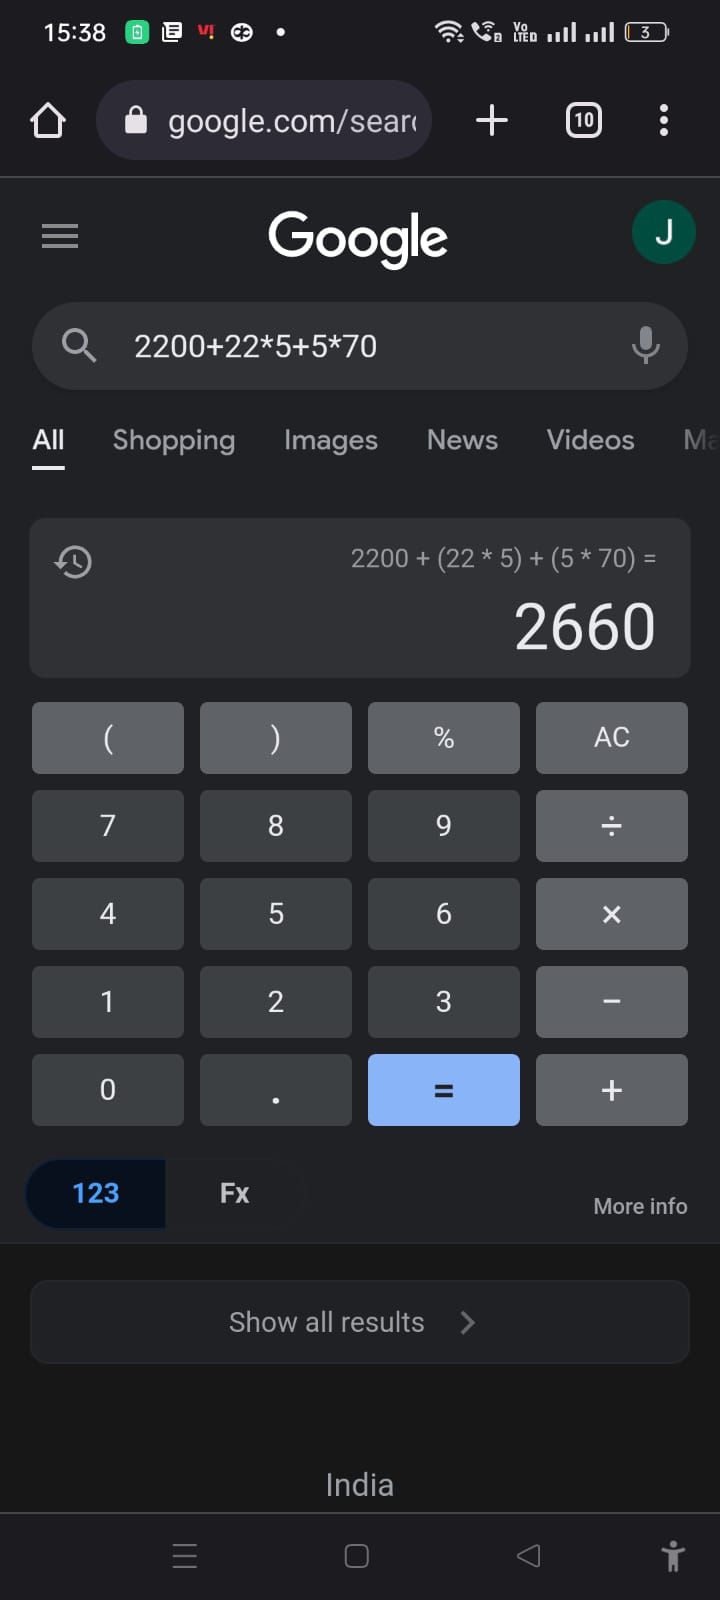 15:38 V! Vo LTED 3
google.com/sear
10
Google
J
2200+22*5+5*70
All Shopping Images News Videos Ma
2200 + (22 * 5) + (5 * 70) =
2660
( ) % AC
7 8 9 ÷
4 5 6 ×
1 2 3 −
0 . = +
123 Fx
More info
Show all results
India